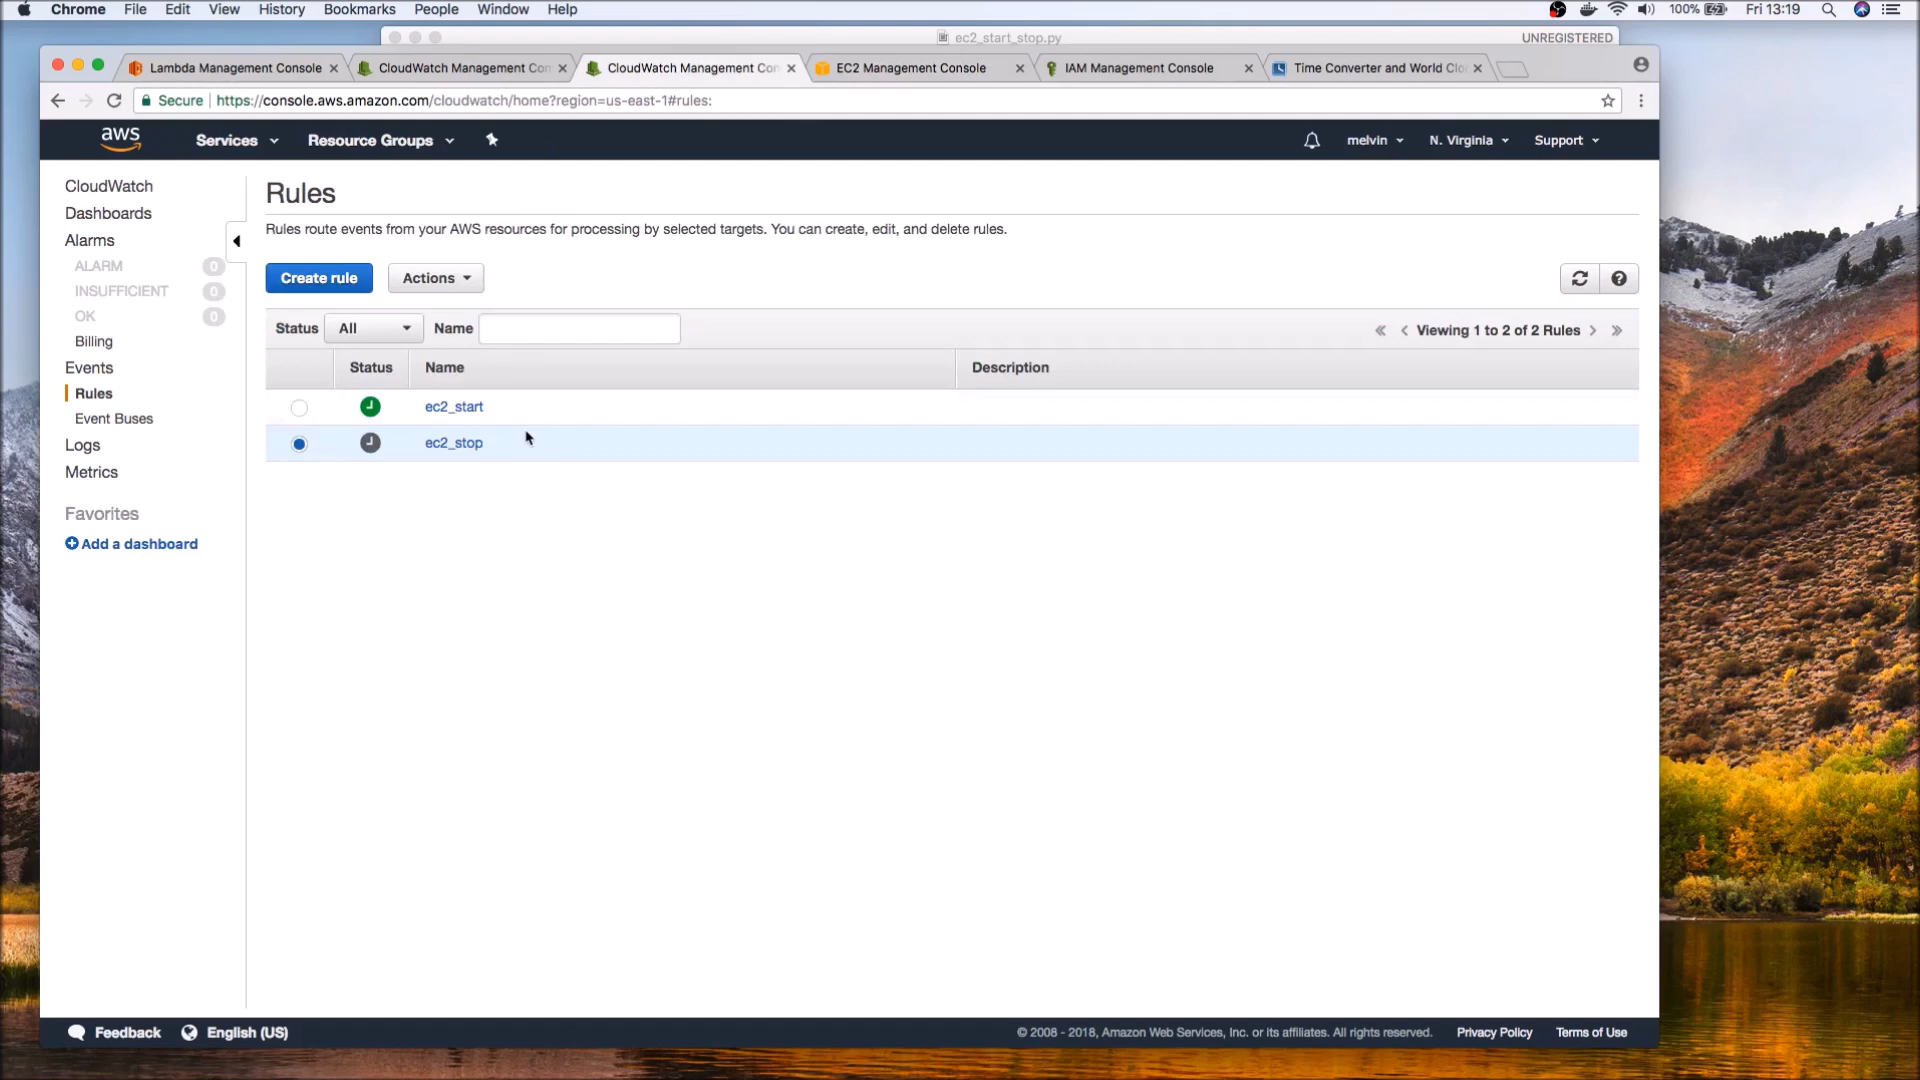 Chrome File Edit View History Bookmarks People Window Help 100% Fri 13:19
ec2_start_stop.py UNREGISTERED
Lambda Management Console CloudWatch Management Con CloudWatch Management Con EC2 Management Console IAM Management Console Time Converter and World Clo
Secure https://console.aws.amazon.com/cloudwatch/home?region=us-east-1#rules:
aws Services Resource Groups melvin N. Virginia Support
CloudWatch
Dashboards
Alarms
ALARM 0
INSUFFICIENT 0
OK 0
Billing
Events
Rules
Event Buses
Logs
Metrics
Favorites
Add a dashboard
Rules
Rules route events from your AWS resources for processing by selected targets. You can create, edit, and delete rules.
Create rule Actions
Status All Name Viewing 1 to 2 of 2 Rules
Status Name Description
ec2_start
ec2_stop
Feedback English (US) © 2008 - 2018, Amazon Web Services, Inc. or its affiliates. All rights reserved. Privacy Policy Terms of Use